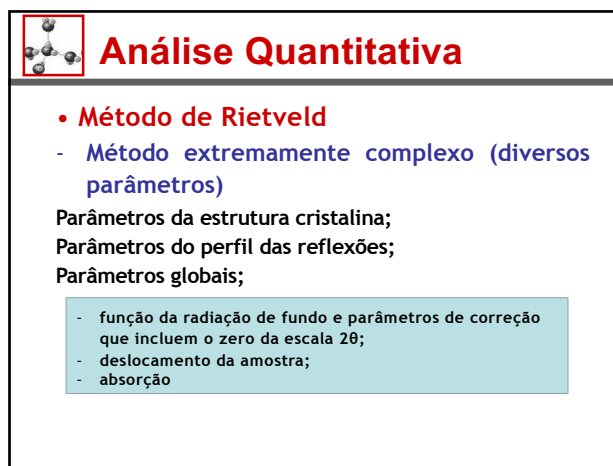 Análise Quantitativa
• Método de Rietveld
- Método extremamente complexo (diversos
parâmetros)
Parâmetros da estrutura cristalina;
Parâmetros do perfil das reflexões;
Parâmetros globais;
- função da radiação de fundo e parâmetros de correção
que incluem o zero da escala 2θ;
- deslocamento da amostra;
- absorção